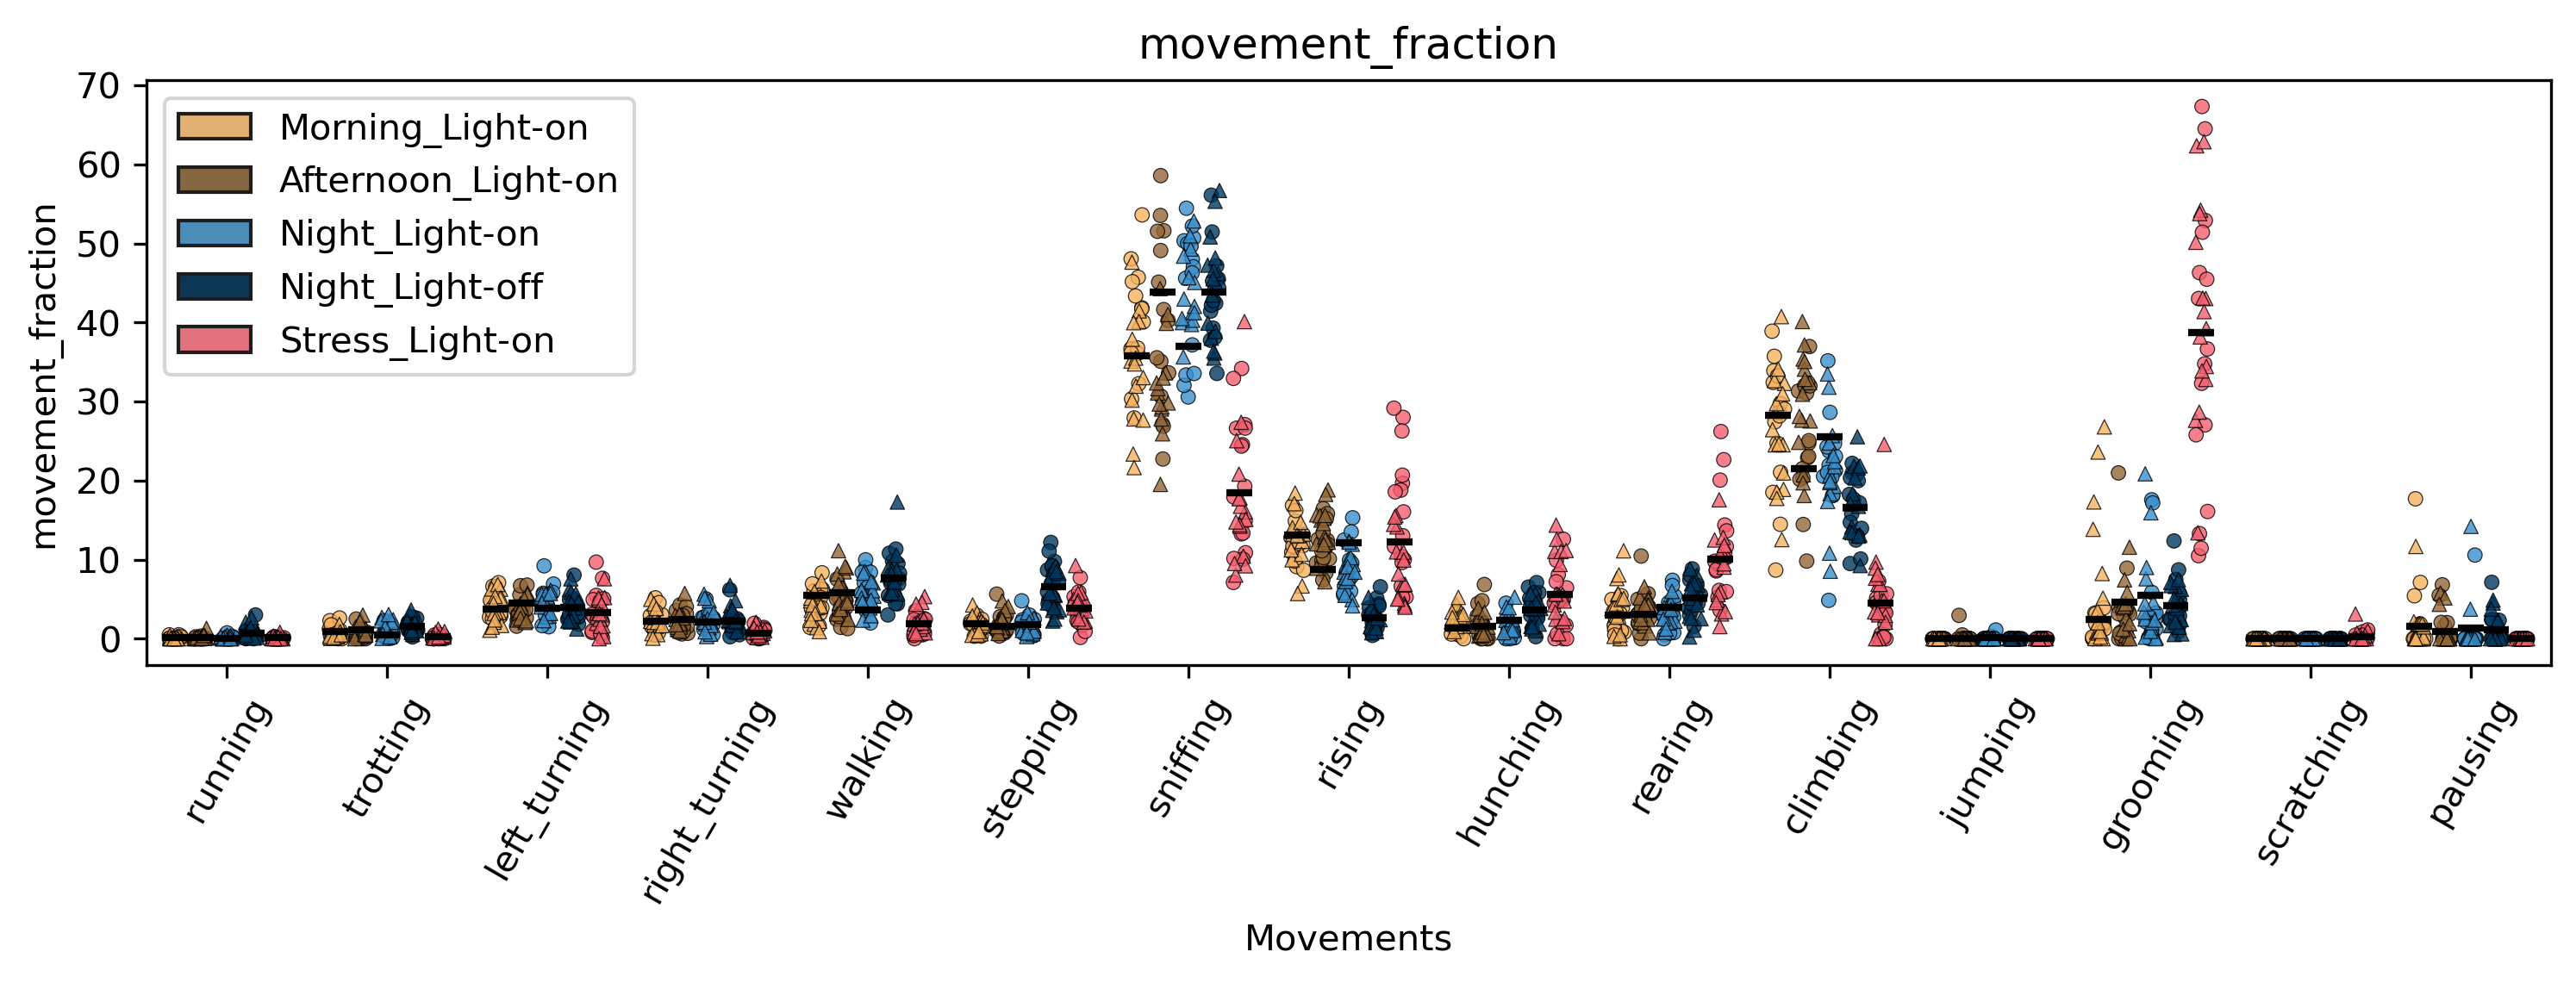 movement_fraction
70
60
50
40
30
20
10
0
movement_fraction
Morning_Light-on
Afternoon_Light-on
Night_Light-on
Night_Light-off
Stress_Light-on
running
trotting
left_turning
right_turning
walking
stepping
sniffing
rising
hunching
rearing
climbing
jumping
grooming
scratching
pausing
Movements